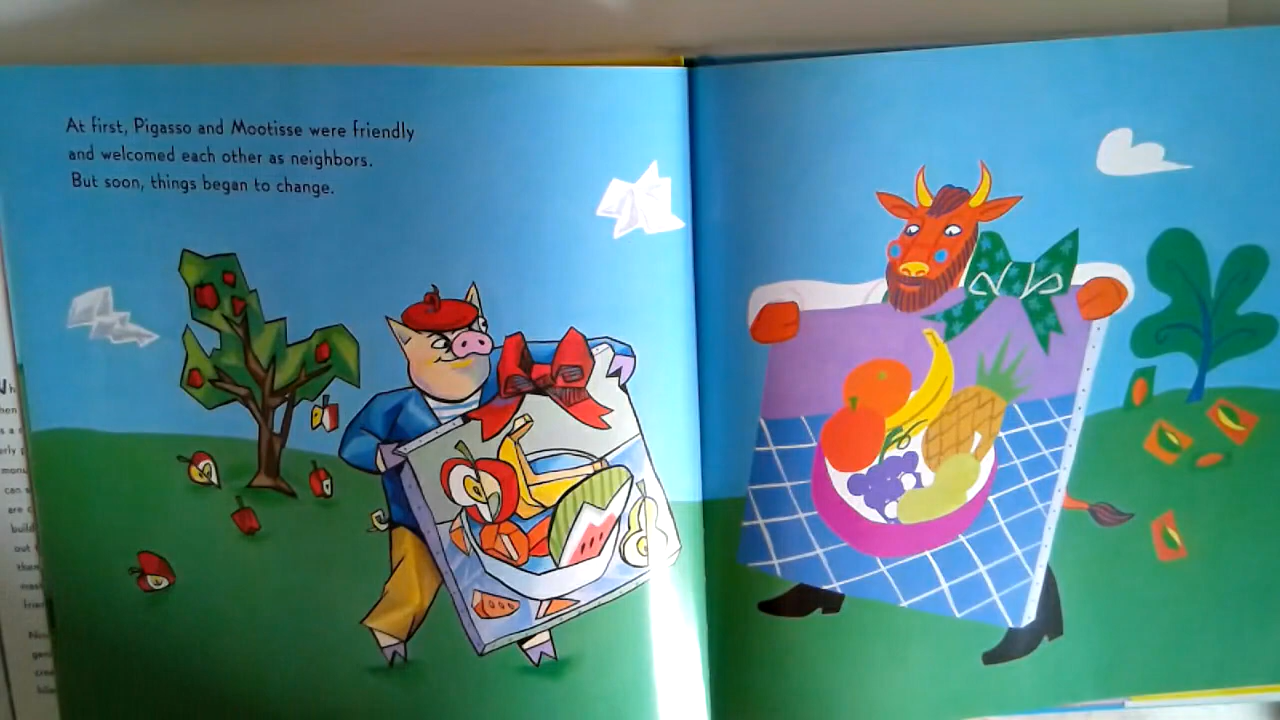 At first, Pigasso and Mootisse were friendly
and welcomed each other as neighbors.
But soon, things began to change.